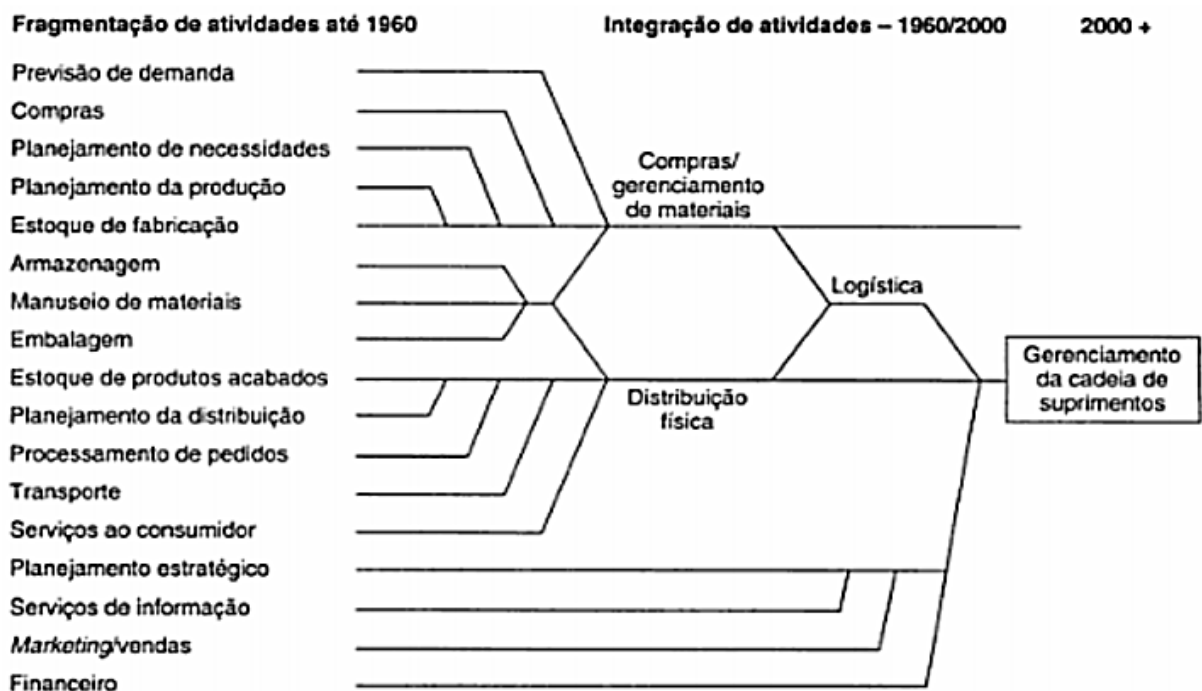 Fragmentação de atividades até 1960
Integração de atividades – 1960/2000
2000 +
Previsão de demanda
Compras
Planejamento de necessidades
Planejamento da produção
Estoque de fabricação
Armazenagem
Manuseio de materiais
Embalagem
Estoque de produtos acabados
Planejamento da distribuição
Processamento de pedidos
Transporte
Serviços ao consumidor
Planejamento estratégico
Serviços de informação
Marketing/vendas
Financeiro
Compras/
gerenciamento
de materiais
Distribuição
física
Logística
Gerenciamento
da cadeia de
suprimentos